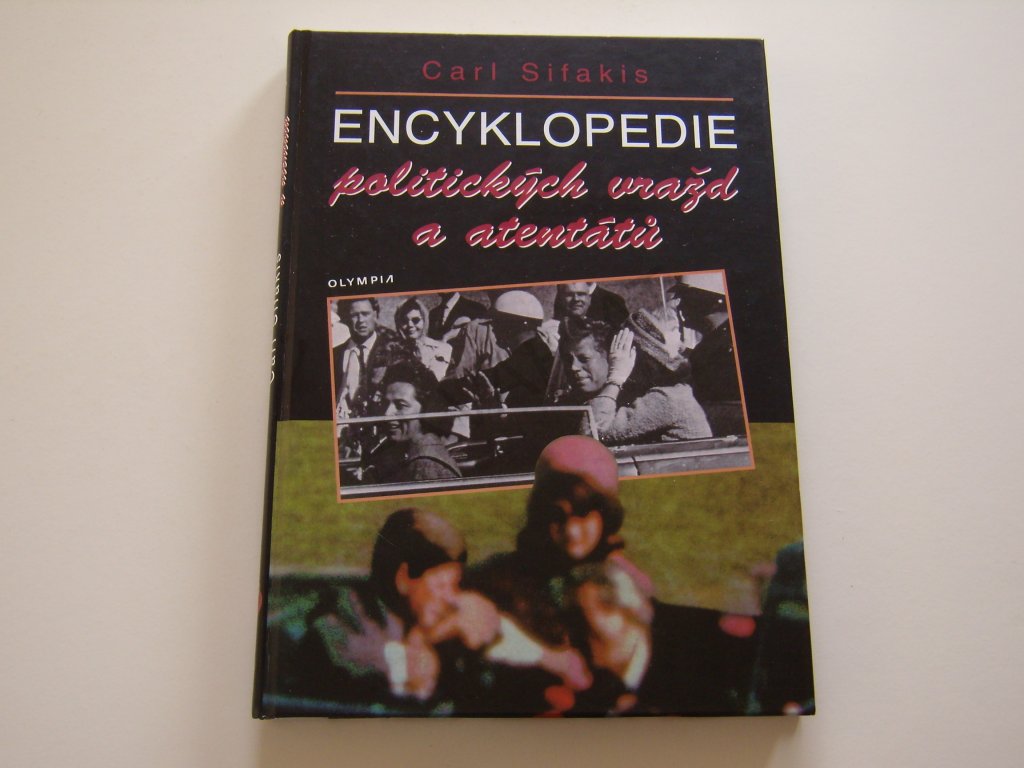 Carl Sifakis
ENCYKLOPEDIE
politických vražd
a atentátů
OLYMPIA